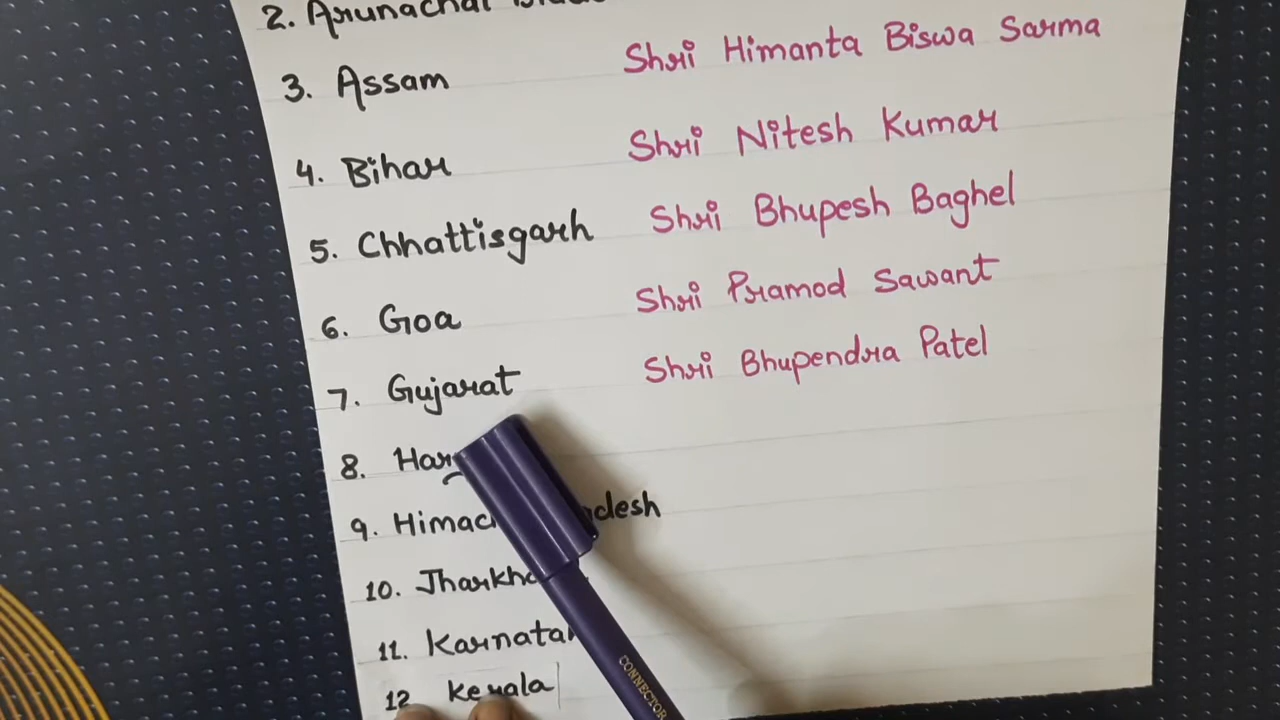 2. Arunachal
3. Assam Shri Himanta Biswa Sarma
4. Bihar Shri Nitesh Kumar
5. Chhattisgarh Shri Bhupesh Baghel
6. Goa Shri Pramod Sawant
7. Gujarat Shri Bhupendra Patel
8. Har
9. Himac desh
10. Jharkh
11. Karnata
12 Kerala
CONNECTOR